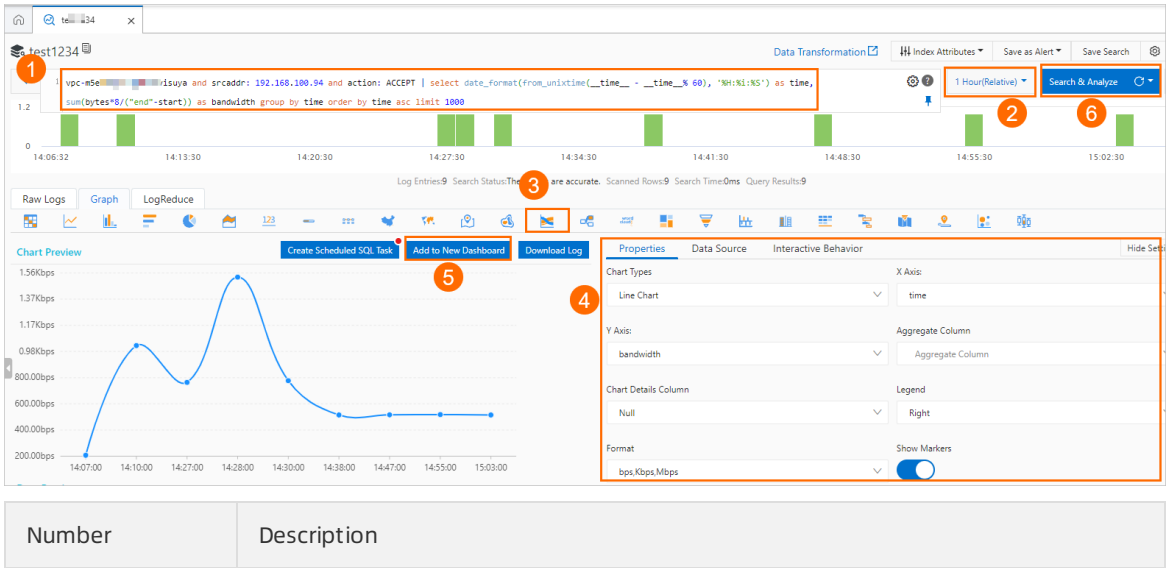 te 34 ×
test1234
Data Transformation Index Attributes Save as Alert Save Search
1
1 vpc-m5e isuya and srcaddr: 192.168.100.94 and action: ACCEPT | select date_format(from_unixtime(__time__ - __time__% 60), '%H:%i:%S') as time,
sum(bytes*8/("end"-start)) as bandwidth group by time order by time asc limit 1000
1 Hour(Relative) Search & Analyze
2 6
1.2
0
14:06:32 14:13:30 14:20:30 14:27:30 14:34:30 14:41:30 14:48:30 14:55:30 15:02:30
Log Entries:9 Search Status:The are accurate. Scanned Rows:9 Search Time:0ms Query Results:9
3
Raw Logs Graph LogReduce
123
Chart Preview Create Scheduled SQL Task Add to New Dashboard Download Log
5
Properties Data Source Interactive Behavior Hide Setti
4
Chart Types X Axis:
Line Chart time
Y Axis: Aggregate Column
bandwidth Aggregate Column
Chart Details Column Legend
Null Right
Format Show Markers
bps,Kbps,Mbps
1.56Kbps
1.37Kbps
1.17Kbps
0.98Kbps
800.00bps
600.00bps
400.00bps
200.00bps
14:07:00 14:10:00 14:27:00 14:28:00 14:30:00 14:38:00 14:47:00 14:55:00 15:03:00
Number Description